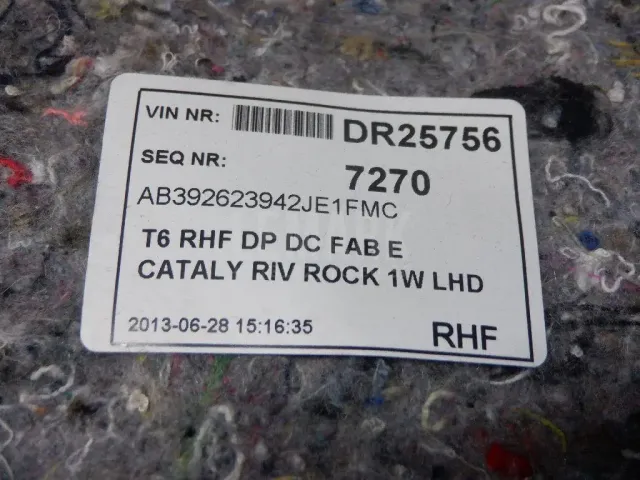 VIN NR: DR25756
SEQ NR: 7270
AB392623942JE1FMC
T6 RHF DP DC FAB E
CATALY RIV ROCK 1W LHD
2013-06-28 15:16:35 RHF